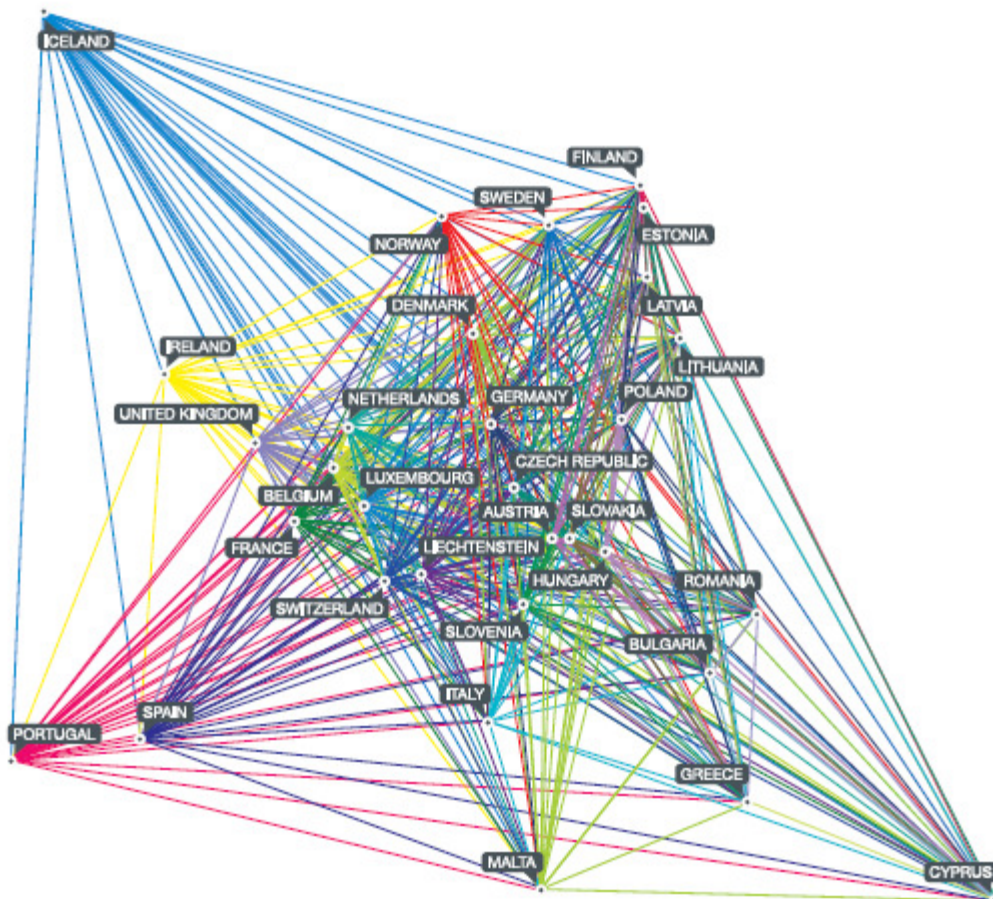 ICELAND
FINLAND
SWEDEN
NORWAY
ESTONIA
DENMARK
LATVIA
IRELAND
LITHUANIA
NETHERLANDS
GERMANY
POLAND
UNITED KINGDOM
CZECH REPUBLIC
LUXEMBOURG
BELGIUM
AUSTRIA
SLOVAKIA
FRANCE
LIECHTENSTEIN
HUNGARY
ROMANIA
SWITZERLAND
SLOVENIA
BULGARIA
ITALY
SPAIN
PORTUGAL
GREECE
MALTA
CYPRUS